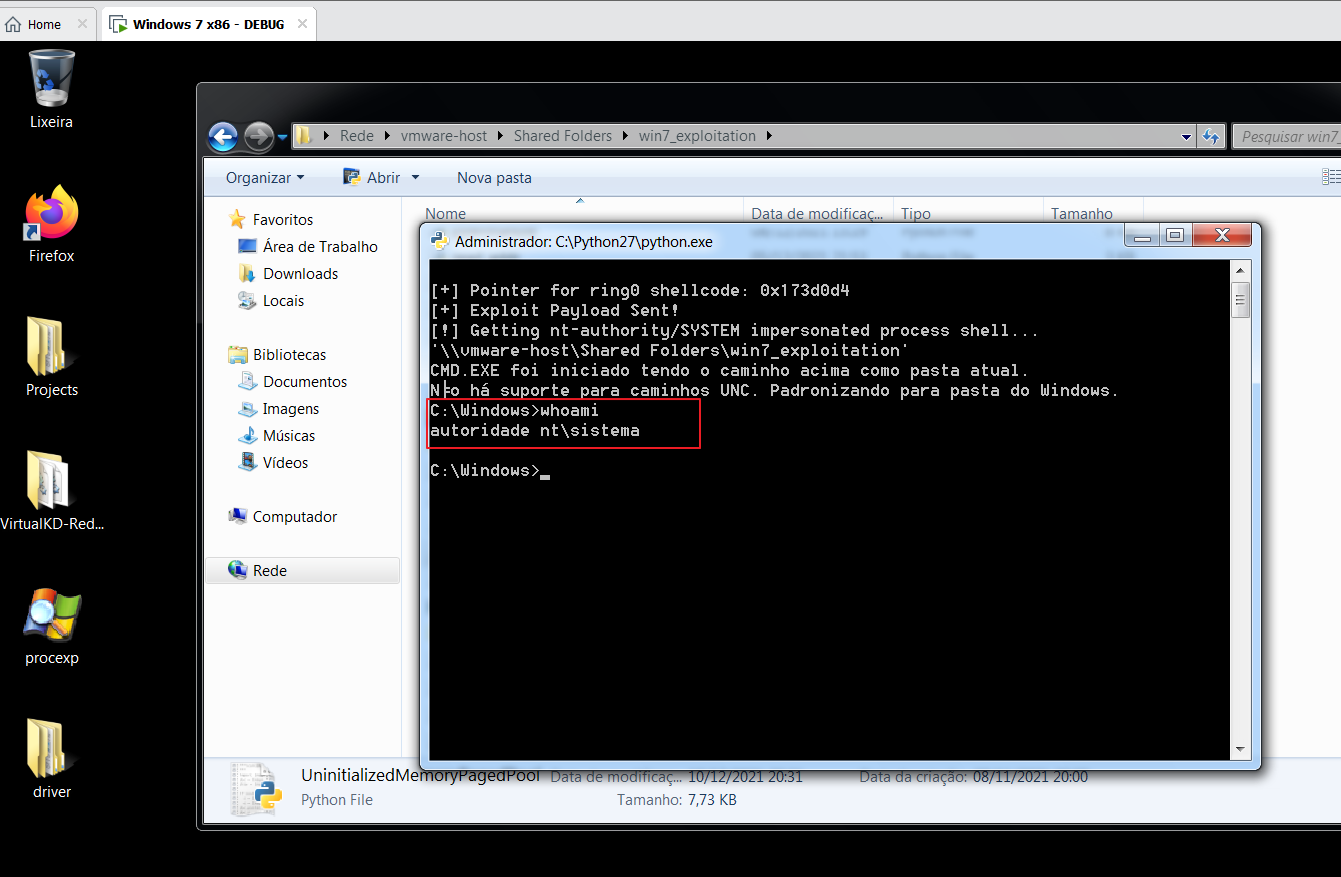 Home
Windows 7 x86 - DEBUG
Lixeira
Firefox
Projects
VirtualKD-Red...
procexp
driver
Rede vmware-host Shared Folders win7_exploitation
Pesquisar win7_
Organizar Abrir Nova pasta
Favoritos
Área de Trabalho
Downloads
Locais
Bibliotecas
Documentos
Imagens
Músicas
Vídeos
Computador
Rede
Nome Data de modificaç... Tipo Tamanho
Administrador: C:\Python27\python.exe
[+] Pointer for ring0 shellcode: 0x173d0d4
[+] Exploit Payload Sent!
[!] Getting nt-authority/SYSTEM impersonated process shell...
'\\vmware-host\Shared Folders\win7_exploitation'
CMD.EXE foi iniciado tendo o caminho acima como pasta atual.
N├o há suporte para caminhos UNC. Padronizando para pasta do Windows.
C:\Windows>whoami
autoridade nt\sistema
C:\Windows>_
UninitializedMemoryPagedPool Data de modificaç... 10/12/2021 20:31 Data da criação: 08/11/2021 20:00
Python File Tamanho: 7,73 KB